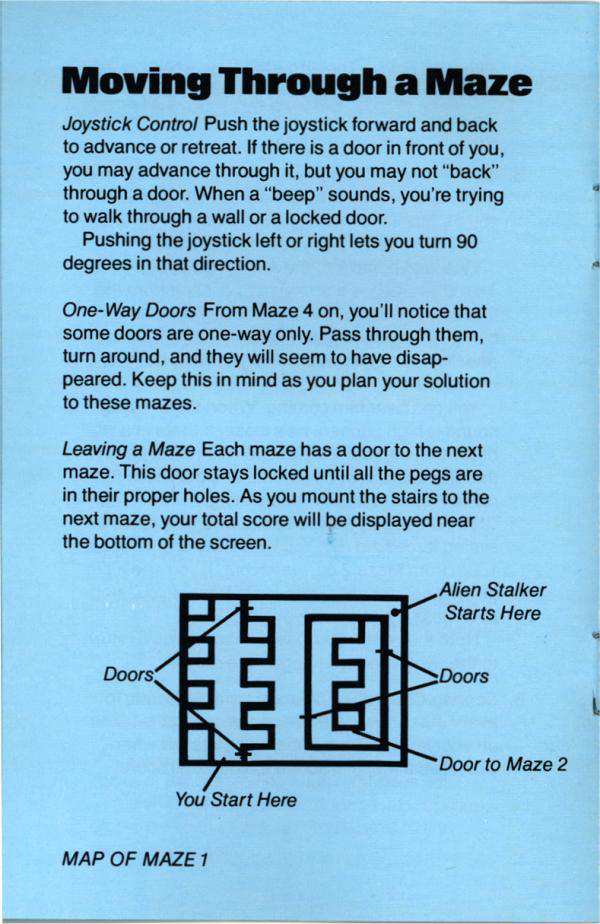 Moving Through a Maze
Joystick Control Push the joystick forward and back
to advance or retreat. If there is a door in front of you,
you may advance through it, but you may not “back”
through a door. When a “beep” sounds, you're trying
to walk through a wall or a locked door.
Pushing the joystick left or right lets you turn 90
degrees in that direction.
One-Way Doors From Maze 4 on, you'll notice that
some doors are one-way only. Pass through them,
turn around, and they will seem to have disap-
peared. Keep this in mind as you plan your solution
to these mazes.
Leaving a Maze Each maze has a door to the next
maze. This door stays locked until all the pegs are
in their proper holes. As you mount the stairs to the
next maze, your total score will be displayed near
the bottom of the screen.
Alien Stalker
Starts Here
Doors
Doors
Door to Maze 2
You Start Here
MAP OF MAZE 1